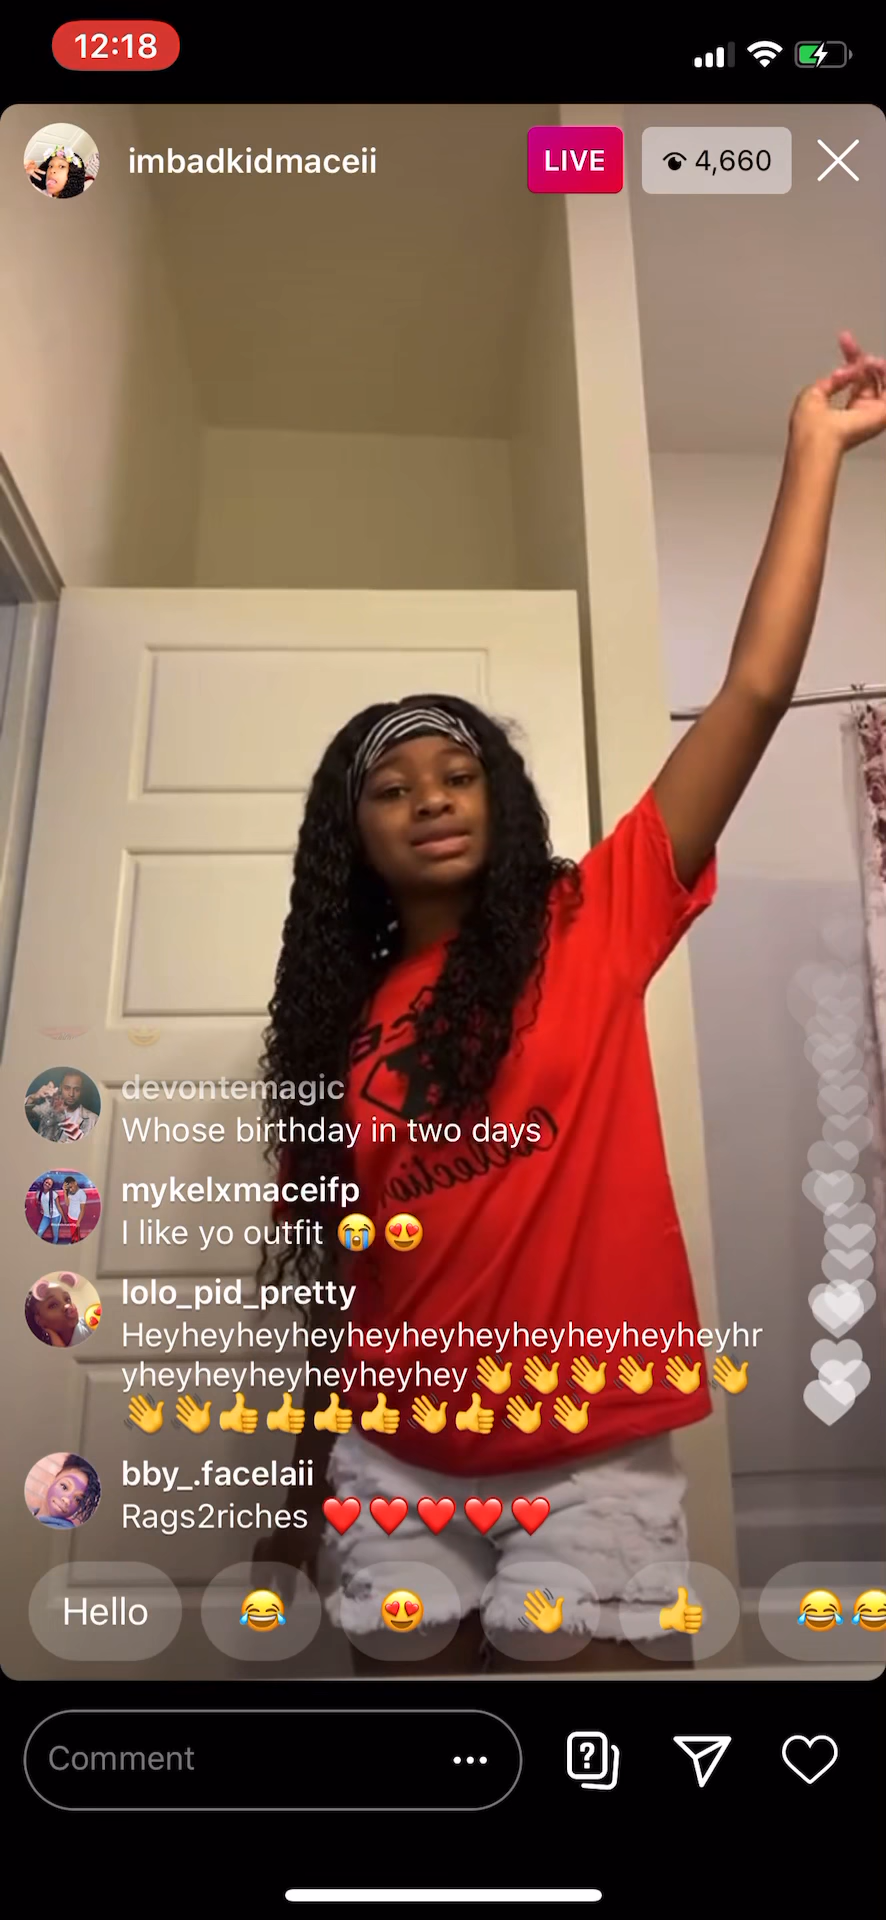 12:18
imbadkidmaceii
LIVE
4,660
Collection
devontemagic
Whose birthday in two days
mykelxmaceifp
I like yo outfit 😭😍
lolo_pid_pretty
Heyheyheyheyheyheyheyheyheyheyheyhr
yheyheyheyheyheyhey👋👋👋👋👋👋
👋👋👍👍👍👍👋👍👋👋
bby_.facelaii
Rags2riches ❤️❤️❤️❤️❤️
Hello 😂 😍 👋 👍 😂😂
Comment